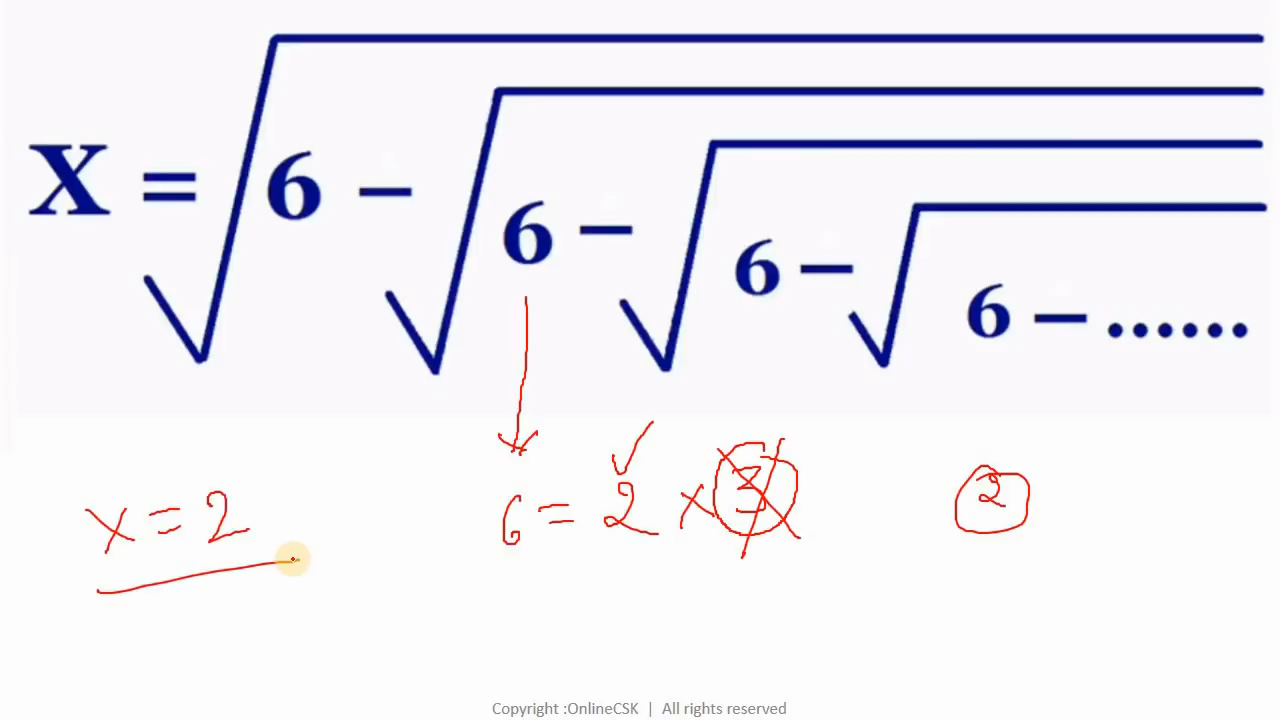 X = √6 − √6 − √6 − √6 − ......
x = 2
6 = 2 x 3
2
Copyright :OnlineCSK | All rights reserved